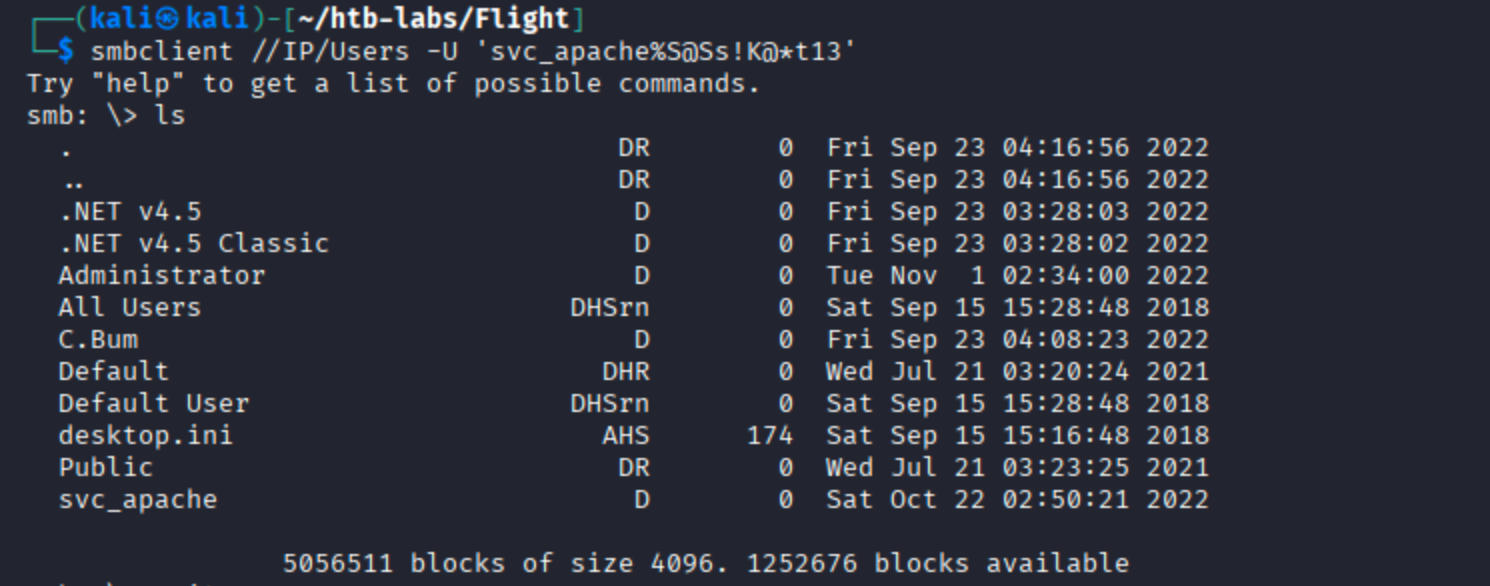 ┌──(kali㉿kali)-[~/htb-labs/Flight]
└─$ smbclient //IP/Users -U 'svc_apache%S@Ss!K@*t13'
Try "help" to get a list of possible commands.
smb: \> ls
  .                                  DR        0  Fri Sep 23 04:16:56 2022
  ..                                 DR        0  Fri Sep 23 04:16:56 2022
  .NET v4.5                           D        0  Fri Sep 23 03:28:03 2022
  .NET v4.5 Classic                   D        0  Fri Sep 23 03:28:02 2022
  Administrator                       D        0  Tue Nov  1 02:34:00 2022
  All Users                       DHSrn        0  Sat Sep 15 15:28:48 2018
  C.Bum                               D        0  Fri Sep 23 04:08:23 2022
  Default                           DHR        0  Wed Jul 21 03:20:24 2021
  Default User                    DHSrn        0  Sat Sep 15 15:28:48 2018
  desktop.ini                       AHS      174  Sat Sep 15 15:16:48 2018
  Public                             DR        0  Wed Jul 21 03:23:25 2021
  svc_apache                          D        0  Sat Oct 22 02:50:21 2022
                5056511 blocks of size 4096. 1252676 blocks available